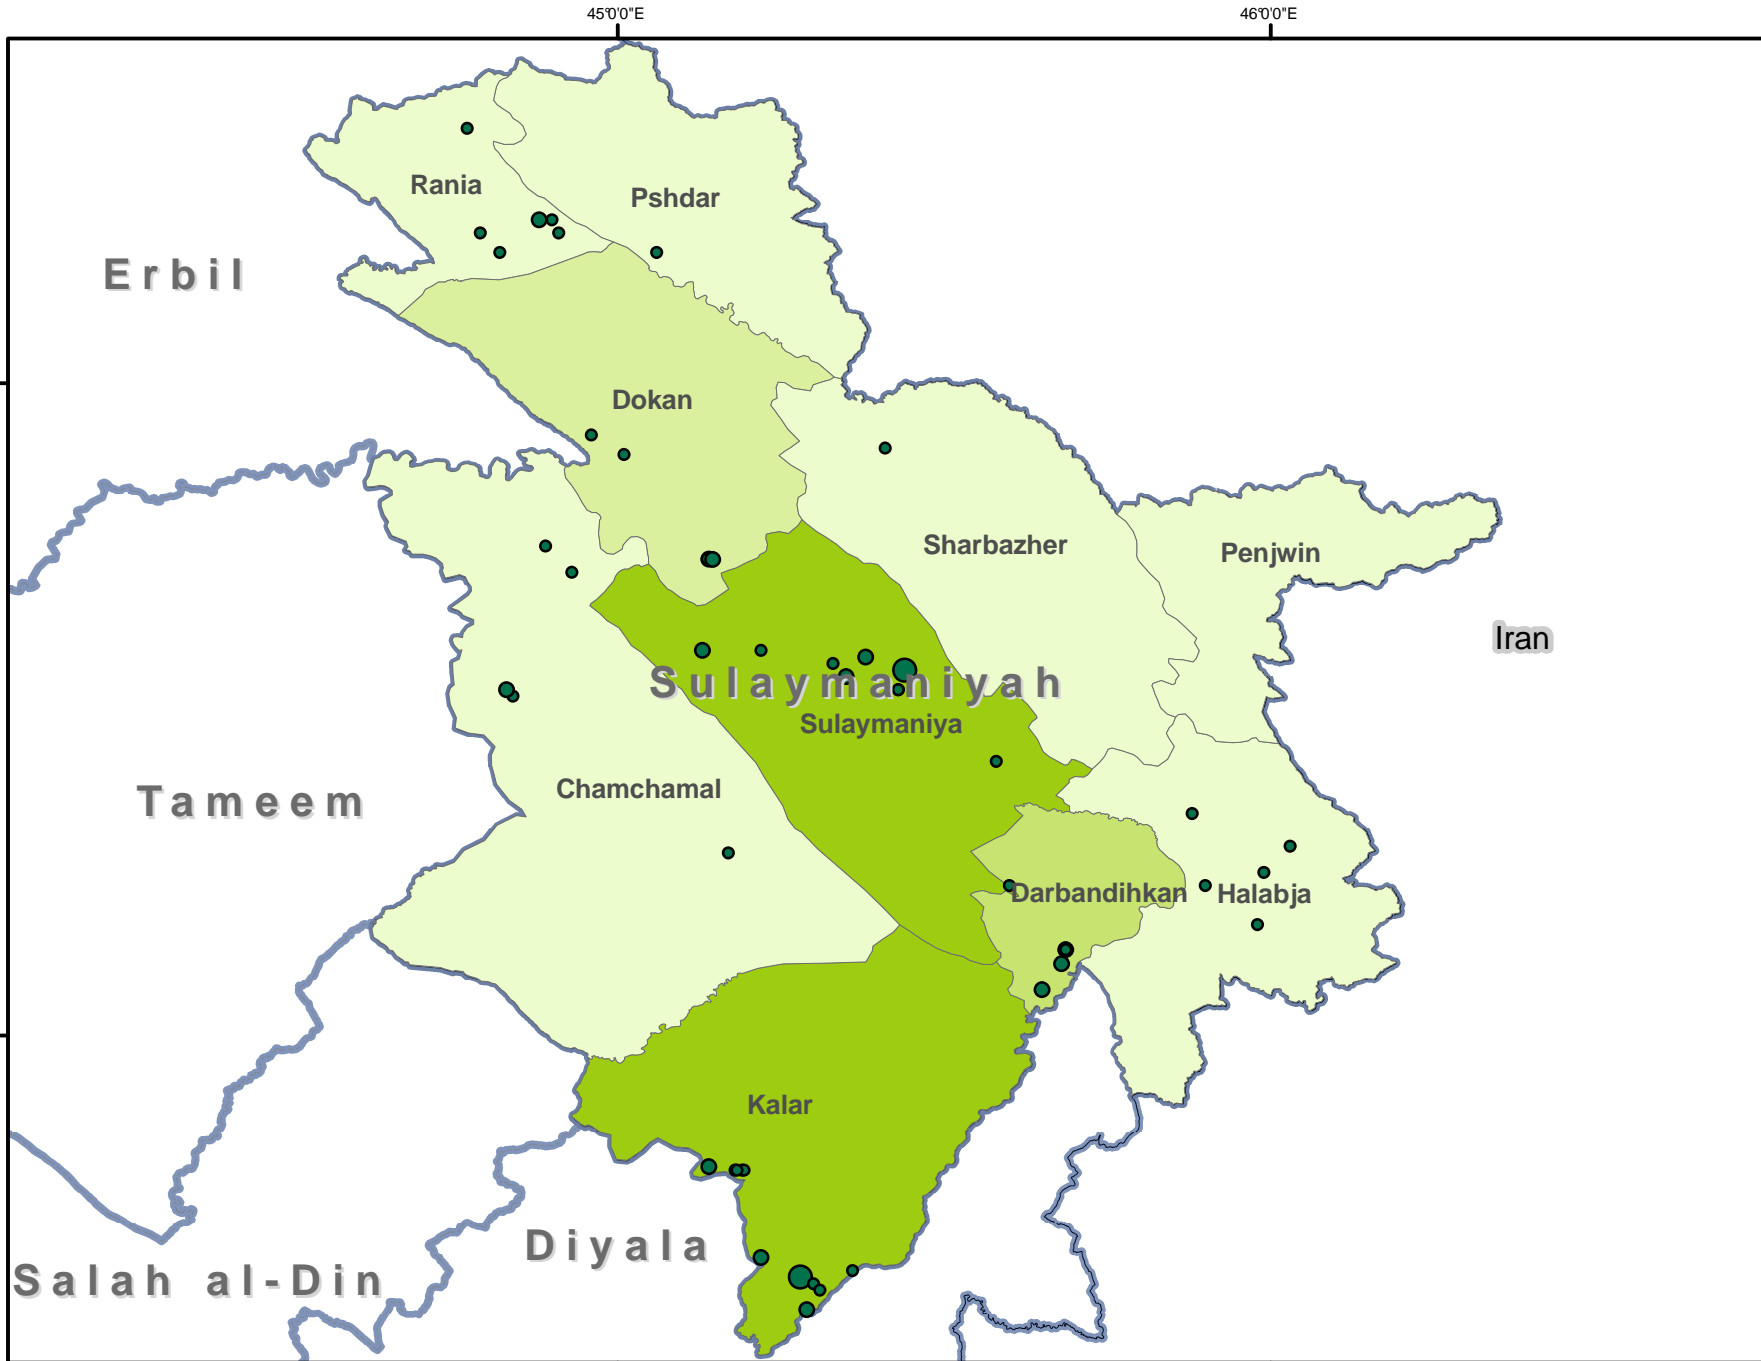 45°0'0"E
46°0'0"E
Rania
Pshdar
Erbil
Dokan
Sharbazher
Penjwin
Iran
Sulaymaniyah
Sulaymaniya
Chamchamal
Tameem
Darbandihkan
Halabja
Kalar
Diyala
Salah al-Din